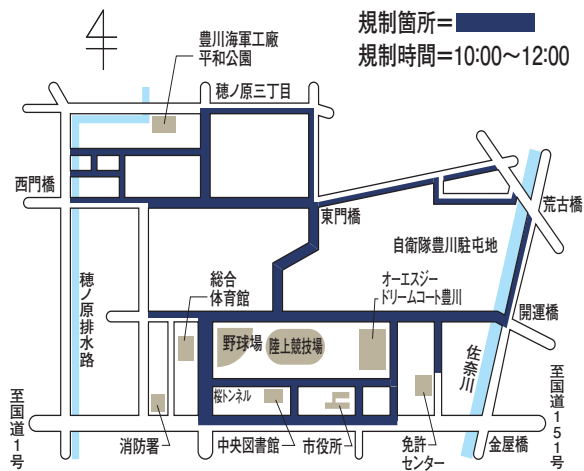 規制箇所=
規制時間=10:00〜12:00
豊川海軍工廠
平和公園
穂ノ原三丁目
西門橋
東門橋
荒古橋
自衛隊豊川駐屯地
穂ノ原排水路
総合
体育館
オーエスジー
ドリームコート豊川
開運橋
野球場
陸上競技場
佐奈川
桜トンネル
至国道1号
至国道151号
消防署
中央図書館
市役所
免許
センター
金屋橋